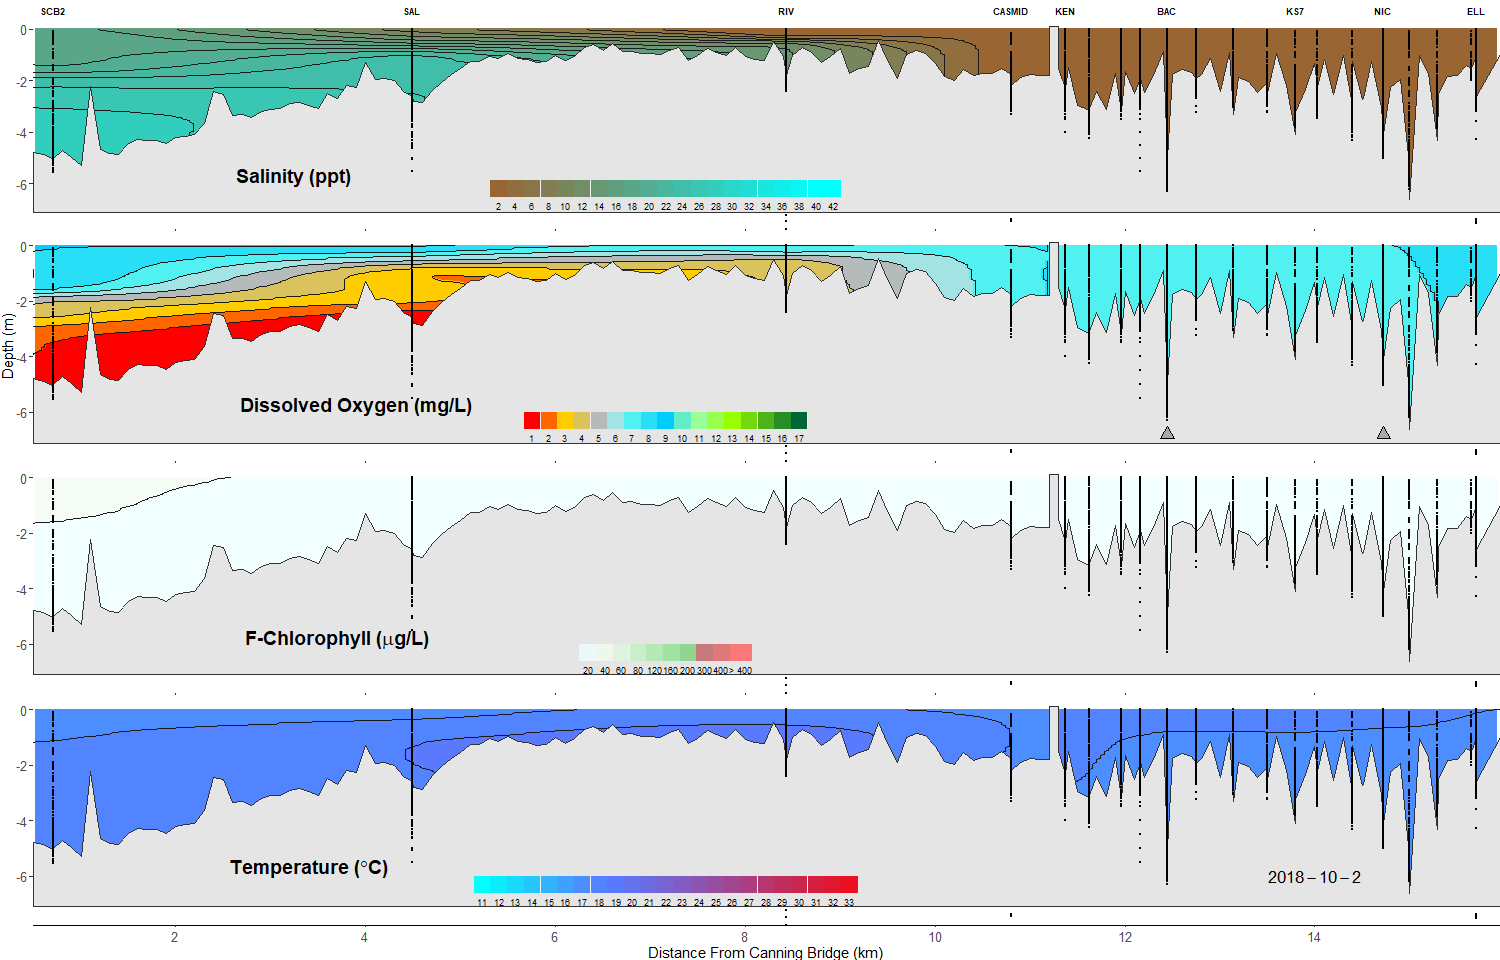 SCB2 SAL RIV CASMID KEN BAC KS7 NIC ELL
0
-2
-4
-6
Salinity (ppt)
2 4 6 8 10 12 14 16 18 20 22 24 26 28 30 32 34 36 38 40 42
0
-2
-4
-6
Depth (m)
Dissolved Oxygen (mg/L)
1 2 3 4 5 6 7 8 9 10 11 12 13 14 15 16 17
0
-2
-4
-6
F-Chlorophyll (µg/L)
20 40 60 80 120 160 200 300 400 > 400
0
-2
-4
-6
Temperature (°C)
2018 – 10 – 2
11 12 13 14 15 16 17 18 19 20 21 22 23 24 25 26 27 28 29 30 31 32 33
2 4 6 8 10 12 14
Distance From Canning Bridge (km)